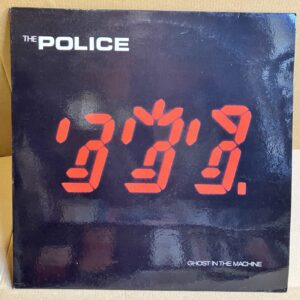 THE POLICE
GHOST IN THE MACHINE